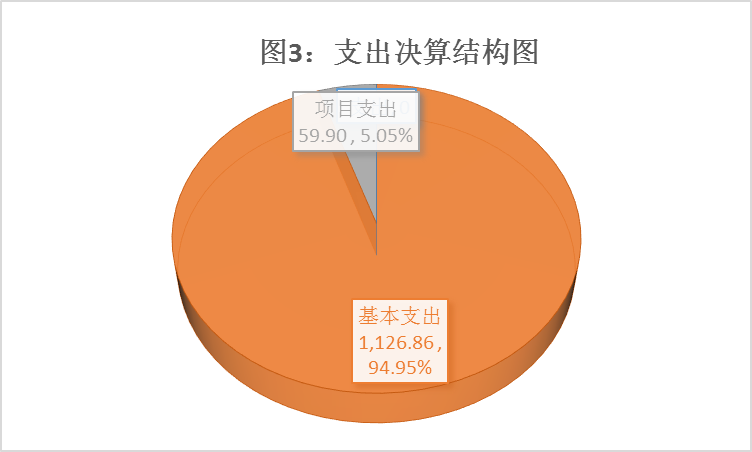 图3：支出决算结构图
项目支出
59.90 , 5.05%
基本支出
1,126.86 ,
94.95%